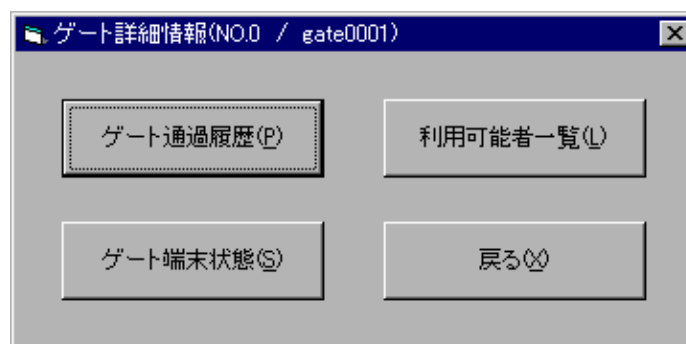 ゲート詳細情報(NO.0 / gate0001)
ゲート通過履歴(P)
利用可能者一覧(L)
ゲート端末状態(S)
戻る(X)